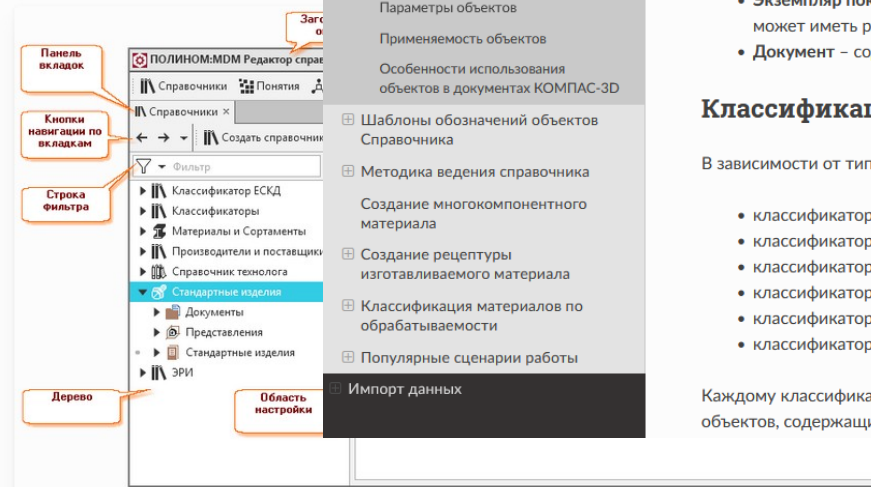 Заго
Панель
вкладок
ПОЛИНОМ:MDM Редактор справ
Справочники Понятия
Справочники ×
Кнопки
навигации по
вкладкам
Создать справочник
Фильтр
Строка
фильтра
Классификатор ЕСКД
Классификаторы
Материалы и Сортаменты
Производители и поставщики
Справочник технолога
Стандартные изделия
Документы
Представления
Стандартные изделия
ЭРИ
Дерево
Область
настройки
Параметры объектов
Применяемость объектов
Особенности использования
объектов в документах КОМПАС-3D
Шаблоны обозначений объектов
Справочника
Методика ведения справочника
Создание многокомпонентного
материала
Создание рецептуры
изготавливаемого материала
Классификация материалов по
обрабатываемости
Популярные сценарии работы
Импорт данных
может иметь р
• Документ – со
Классифика
В зависимости от тип
• классификатор
• классификатор
• классификатор
• классификатор
• классификатор
• классификатор
Каждому классифика
объектов, содержащи